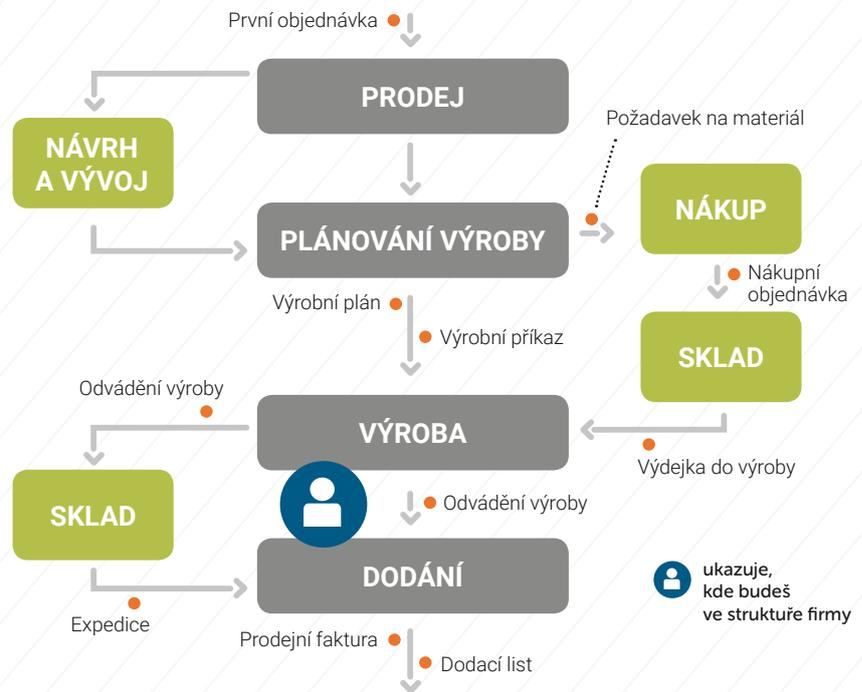 První objednávka
PRODEJ
Požadavek na materiál
NÁVRH
A VÝVOJ
NÁKUP
PLÁNOVÁNÍ VÝROBY
Nákupní
objednávka
Výrobní plán
Výrobní příkaz
SKLAD
Odvádění výroby
VÝROBA
Výdejka do výroby
SKLAD
Odvádění výroby
DODÁNÍ
ukazuje,
kde budeš
ve struktuře firmy
Expedice
Prodejní faktura
Dodací list